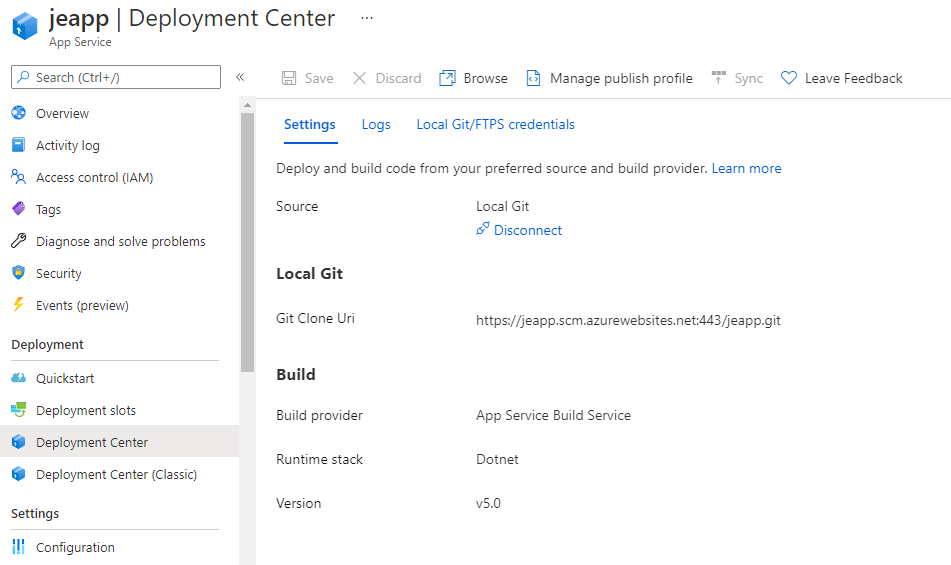 jeapp | Deployment Center ...
App Service
Search (Ctrl+/)
«
Save
Discard
Browse
Manage publish profile
Sync
Leave Feedback
Overview
Activity log
Access control (IAM)
Tags
Diagnose and solve problems
Security
Events (preview)
Deployment
Quickstart
Deployment slots
Deployment Center
Deployment Center (Classic)
Settings
Configuration
Settings
Logs
Local Git/FTPS credentials
Deploy and build code from your preferred source and build provider. Learn more
Source
Local Git
Disconnect
Local Git
Git Clone Uri
https://jeapp.scm.azurewebsites.net:443/jeapp.git
Build
Build provider
App Service Build Service
Runtime stack
Dotnet
Version
v5.0